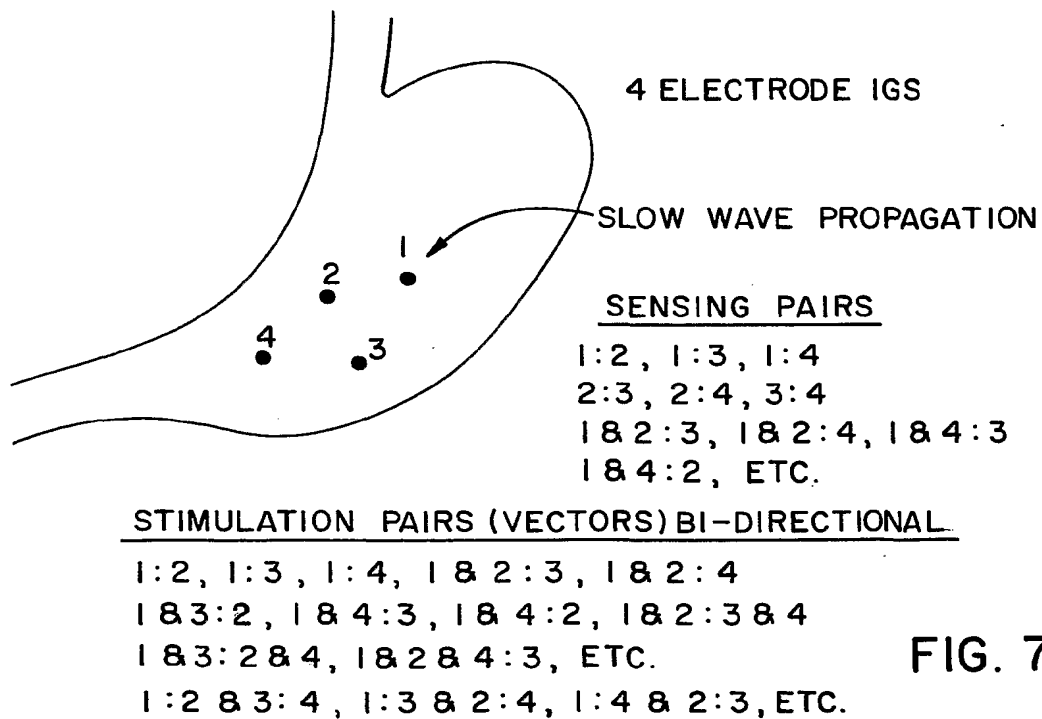 4 ELECTRODE IGS
SLOW WAVE PROPAGATION
1
2
4
3
SENSING PAIRS
1:2, 1:3, 1:4
2:3, 2:4, 3:4
1&2:3, 1&2:4, 1&4:3
1&4:2, ETC.
STIMULATION PAIRS (VECTORS) BI-DIRECTIONAL
1:2, 1:3, 1:4, 1&2:3, 1&2:4
1&3:2, 1&4:3, 1&4:2, 1&2:3&4
1&3:2&4, 1&2&4:3, ETC.
1:2&3:4, 1:3&2:4, 1:4&2:3, ETC.
FIG. 7